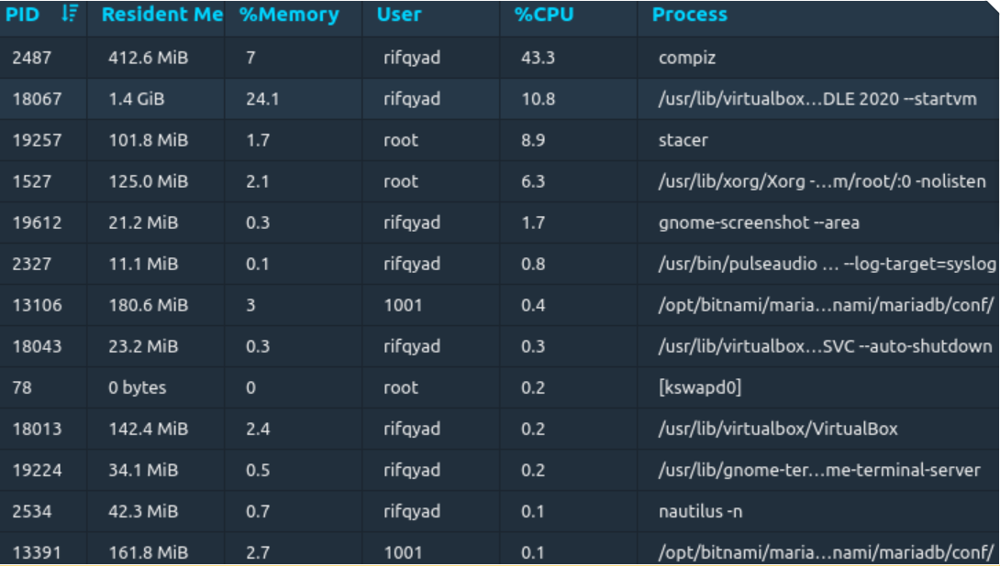 PID Resident Me %Memory User %CPU Process
2487 412.6 MiB 7 rifqyad 43.3 compiz
18067 1.4 GiB 24.1 rifqyad 10.8 /usr/lib/virtualbox…DLE 2020 --startvm
19257 101.8 MiB 1.7 root 8.9 stacer
1527 125.0 MiB 2.1 root 6.3 /usr/lib/xorg/Xorg -…m/root/:0 -nolisten
19612 21.2 MiB 0.3 rifqyad 1.7 gnome-screenshot --area
2327 11.1 MiB 0.1 rifqyad 0.8 /usr/bin/pulseaudio … --log-target=syslog
13106 180.6 MiB 3 1001 0.4 /opt/bitnami/maria…nami/mariadb/conf/
18043 23.2 MiB 0.3 rifqyad 0.3 /usr/lib/virtualbox…SVC --auto-shutdown
78 0 bytes 0 root 0.2 [kswapd0]
18013 142.4 MiB 2.4 rifqyad 0.2 /usr/lib/virtualbox/VirtualBox
19224 34.1 MiB 0.5 rifqyad 0.2 /usr/lib/gnome-ter…me-terminal-server
2534 42.3 MiB 0.7 rifqyad 0.1 nautilus -n
13391 161.8 MiB 2.7 1001 0.1 /opt/bitnami/maria…nami/mariadb/conf/